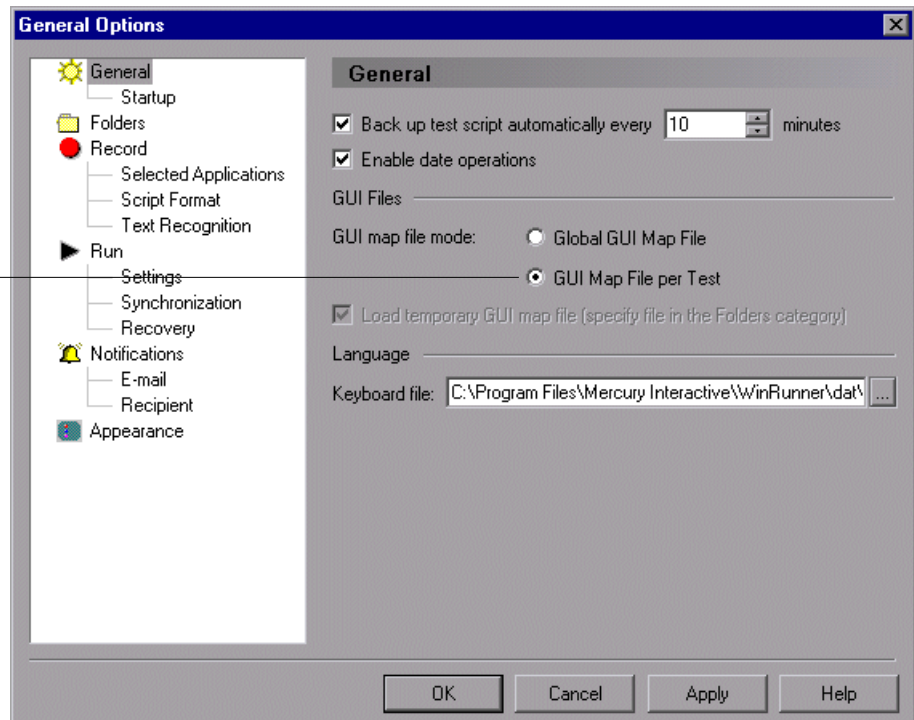 General Options
General
Startup
Folders
Record
Selected Applications
Script Format
Text Recognition
Run
Settings
Synchronization
Recovery
Notifications
E-mail
Recipient
Appearance
General
Back up test script automatically every 10 minutes
Enable date operations
GUI Files
GUI map file mode:
Global GUI Map File
GUI Map File per Test
Load temporary GUI map file (specify file in the Folders category)
Language
Keyboard file: C:\Program Files\Mercury Interactive\WinRunner\dat\ ...
OK
Cancel
Apply
Help